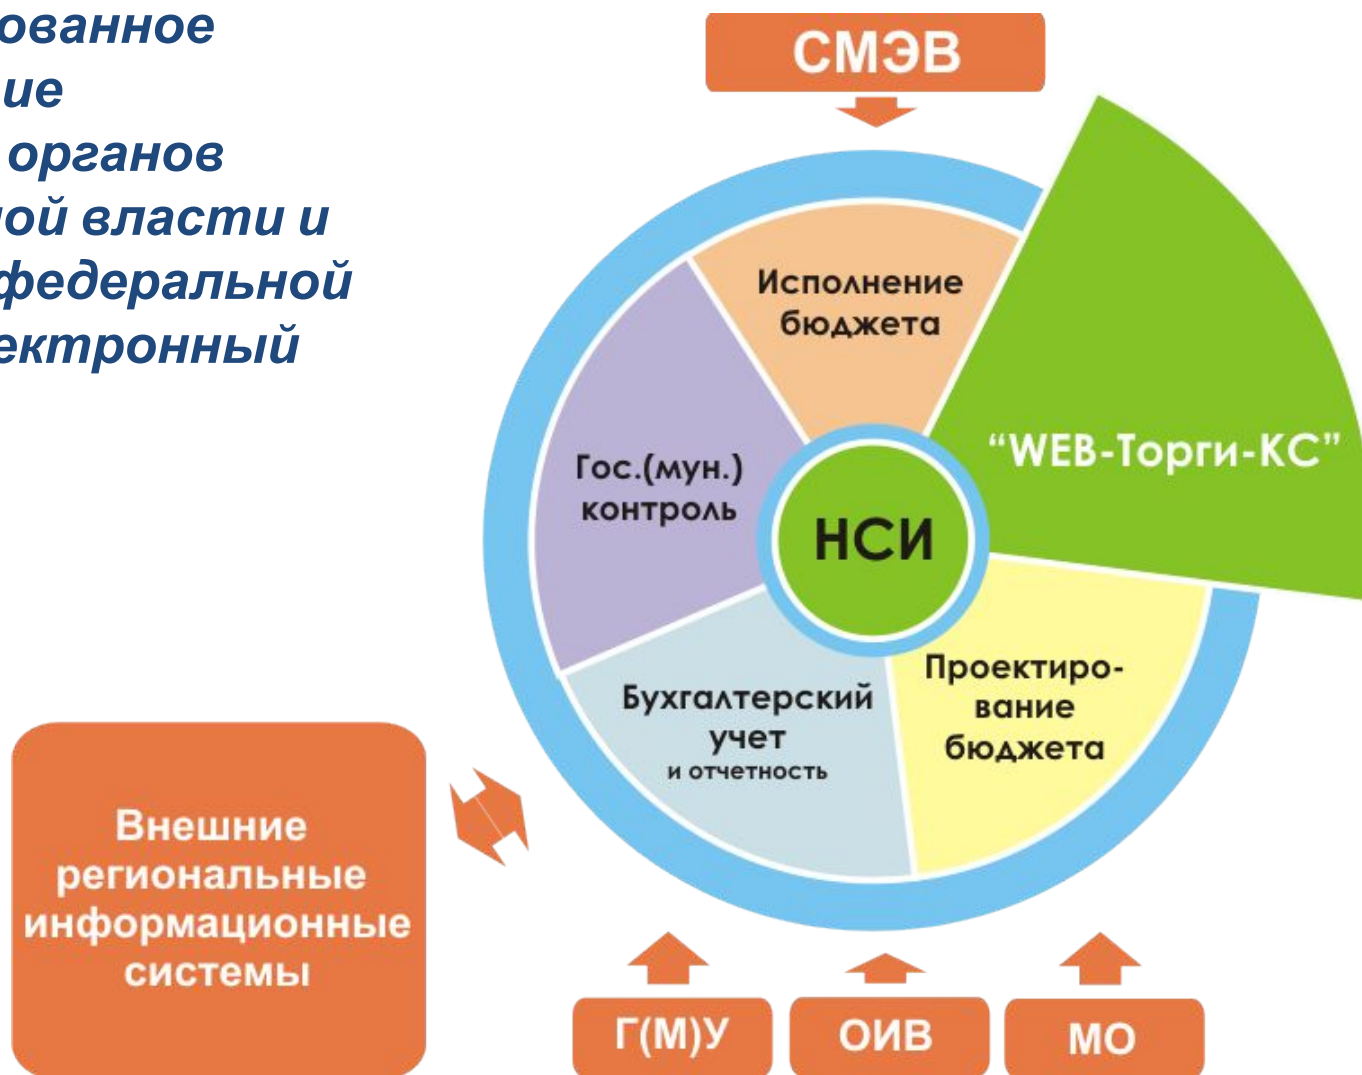 ованное
ие
органов
ной власти и
федеральной
ектронный
СМЭВ
Исполнение
бюджета
“WEB-Торги-КС”
Гос.(мун.)
контроль
НСИ
Проектиро-
вание
бюджета
Бухгалтерский
учет
и отчетность
Внешние
региональные
информационные
системы
Г(М)У
ОИВ
МО